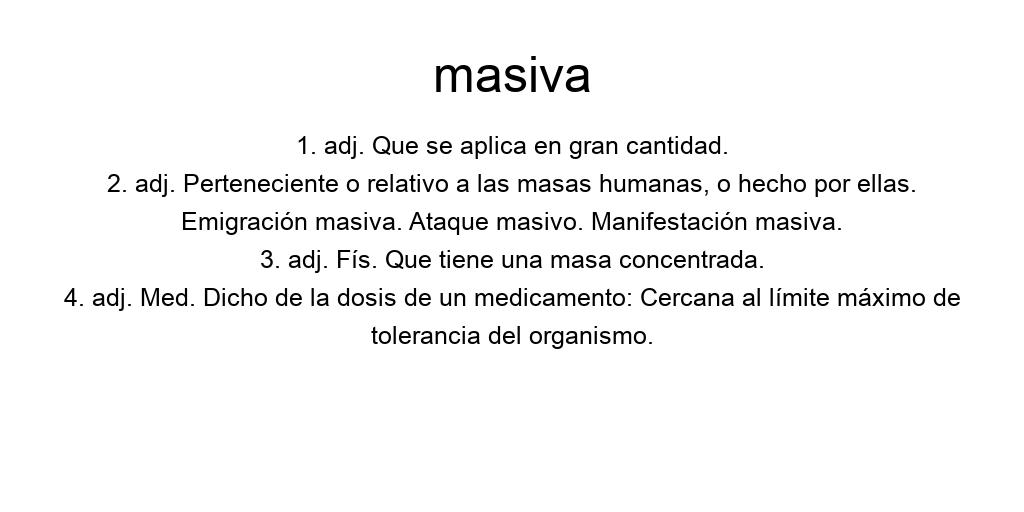 masiva
1. adj. Que se aplica en gran cantidad.
2. adj. Perteneciente o relativo a las masas humanas, o hecho por ellas.
Emigración masiva. Ataque masivo. Manifestación masiva.
3. adj. Fís. Que tiene una masa concentrada.
4. adj. Med. Dicho de la dosis de un medicamento: Cercana al límite máximo de
tolerancia del organismo.